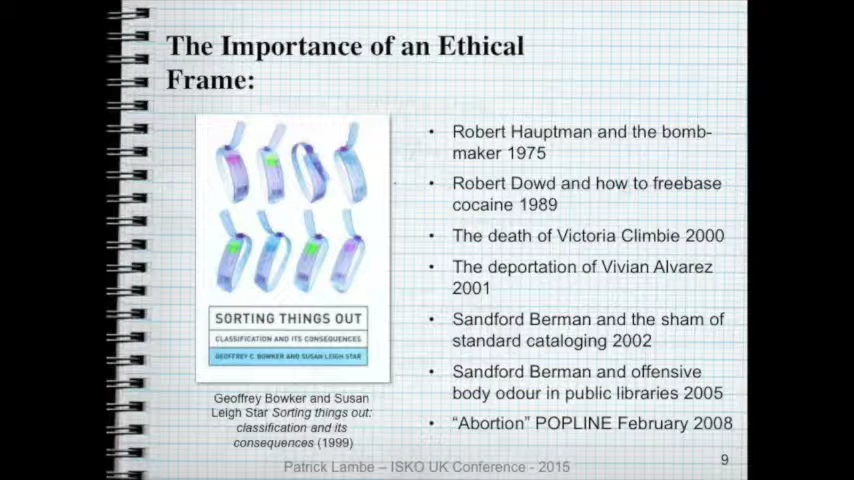 The Importance of an Ethical
Frame:
SORTING THINGS OUT
CLASSIFICATION AND ITS CONSEQUENCES
GEOFFREY C. BOWKER AND SUSAN LEIGH STAR
Geoffrey Bowker and Susan
Leigh Star Sorting things out:
classification and its
consequences (1999)
• Robert Hauptman and the bomb-
maker 1975
• Robert Dowd and how to freebase
cocaine 1989
• The death of Victoria Climbie 2000
• The deportation of Vivian Alvarez
2001
• Sandford Berman and the sham of
standard cataloging 2002
• Sandford Berman and offensive
body odour in public libraries 2005
• “Abortion” POPLINE February 2008
Patrick Lambe – ISKO UK Conference - 2015
9